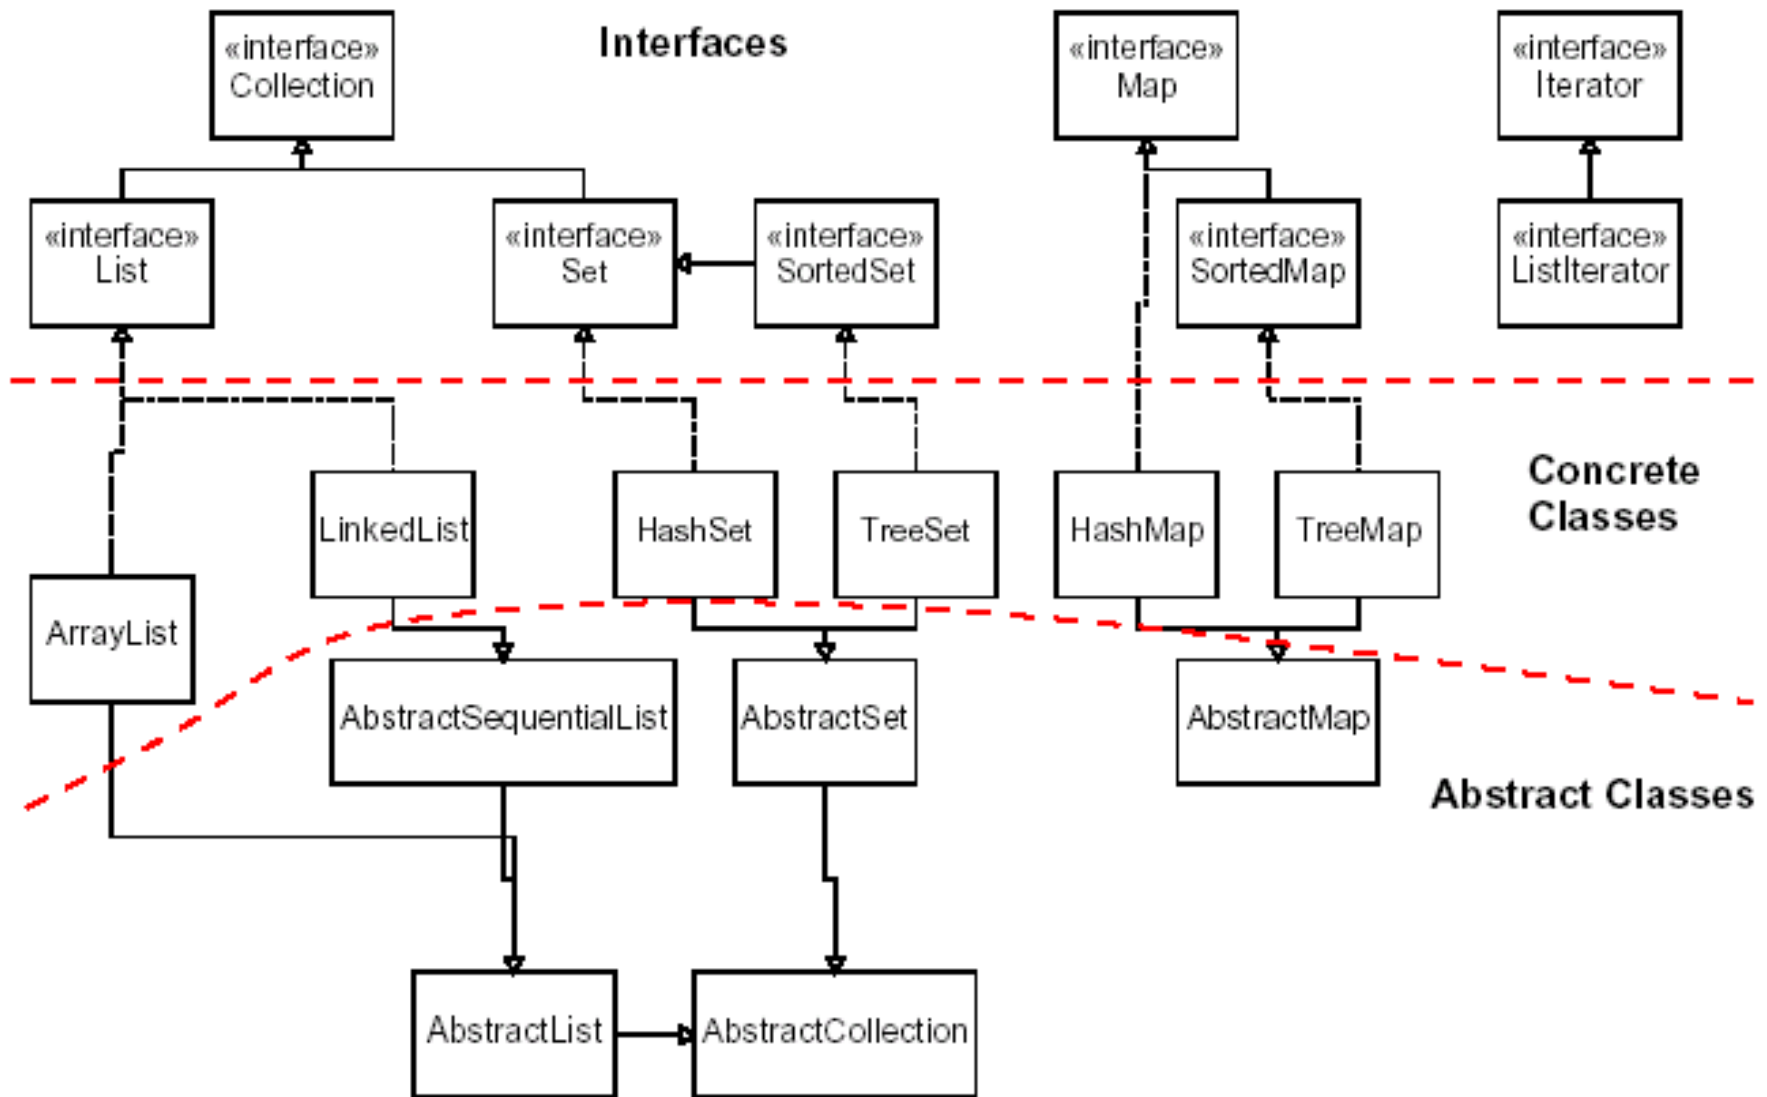 «interface»
Collection
Interfaces
«interface»
Map
«interface»
Iterator
«interface»
List
«interface»
Set
«interface»
SortedSet
«interface»
SortedMap
«interface»
ListIterator
Concrete
Classes
LinkedList
HashSet
TreeSet
HashMap
TreeMap
ArrayList
AbstractSequentialList
AbstractSet
AbstractMap
Abstract Classes
AbstractList
AbstractCollection